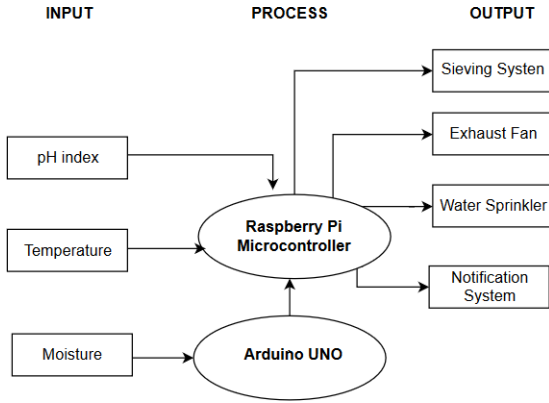 INPUT
PROCESS
OUTPUT
Sieving Systen
Exhaust Fan
pH index
Water Sprinkler
Raspberry Pi
Microcontroller
Temperature
Notification
System
Moisture
Arduino UNO